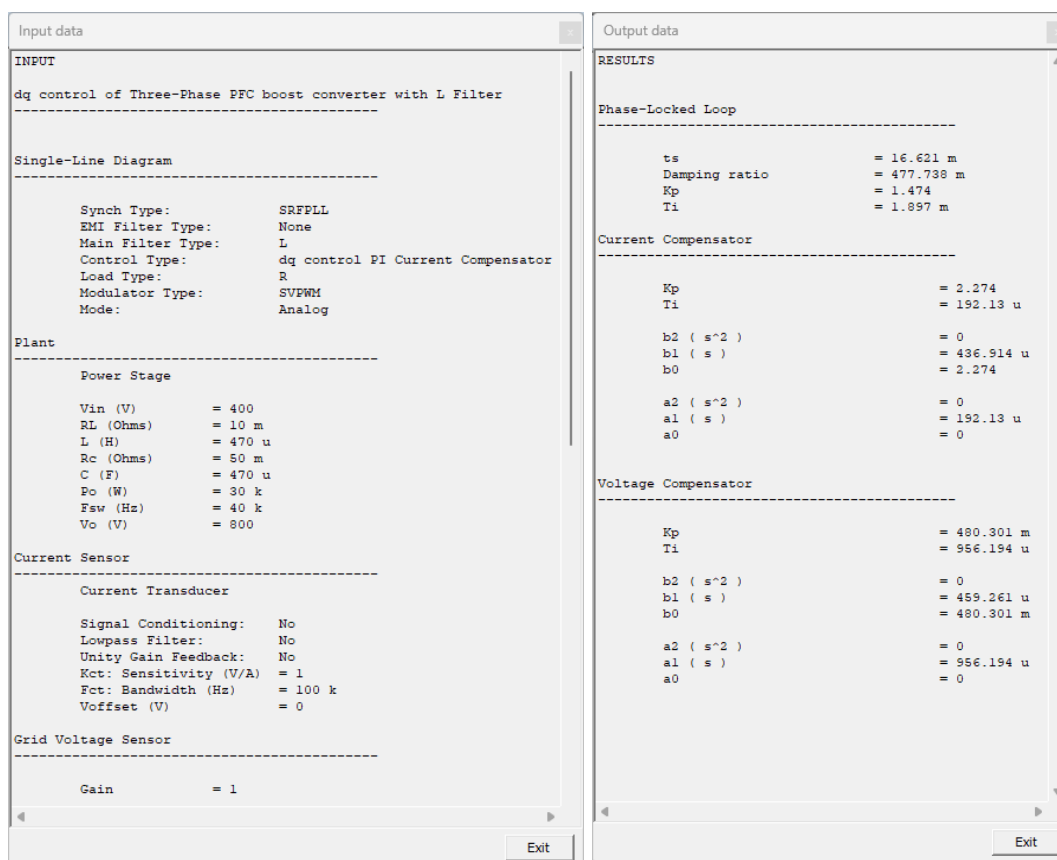 Input data
x
INPUT
dq control of Three-Phase PFC boost converter with L Filter
--------------------------------------------
Single-Line Diagram
--------------------------------------------
Synch Type: SRFPLL
EMI Filter Type: None
Main Filter Type: L
Control Type: dq control PI Current Compensator
Load Type: R
Modulator Type: SVPWM
Mode: Analog
Plant
--------------------------------------------
Power Stage
Vin (V) = 400
RL (Ohms) = 10 m
L (H) = 470 u
Rc (Ohms) = 50 m
C (F) = 470 u
Po (W) = 30 k
Fsw (Hz) = 40 k
Vo (V) = 800
Current Sensor
--------------------------------------------
Current Transducer
Signal Conditioning: No
Lowpass Filter: No
Unity Gain Feedback: No
Kct: Sensitivity (V/A) = 1
Fct: Bandwidth (Hz) = 100 k
Voffset (V) = 0
Grid Voltage Sensor
--------------------------------------------
Gain = 1
Exit
Output data
RESULTS
Phase-Locked Loop
--------------------------------------------
ts = 16.621 m
Damping ratio = 477.738 m
Kp = 1.474
Ti = 1.897 m
Current Compensator
--------------------------------------------
Kp = 2.274
Ti = 192.13 u
b2 ( s^2 ) = 0
b1 ( s ) = 436.914 u
b0 = 2.274
a2 ( s^2 ) = 0
a1 ( s ) = 192.13 u
a0 = 0
Voltage Compensator
--------------------------------------------
Kp = 480.301 m
Ti = 956.194 u
b2 ( s^2 ) = 0
b1 ( s ) = 459.261 u
b0 = 480.301 m
a2 ( s^2 ) = 0
a1 ( s ) = 956.194 u
a0 = 0
Exit